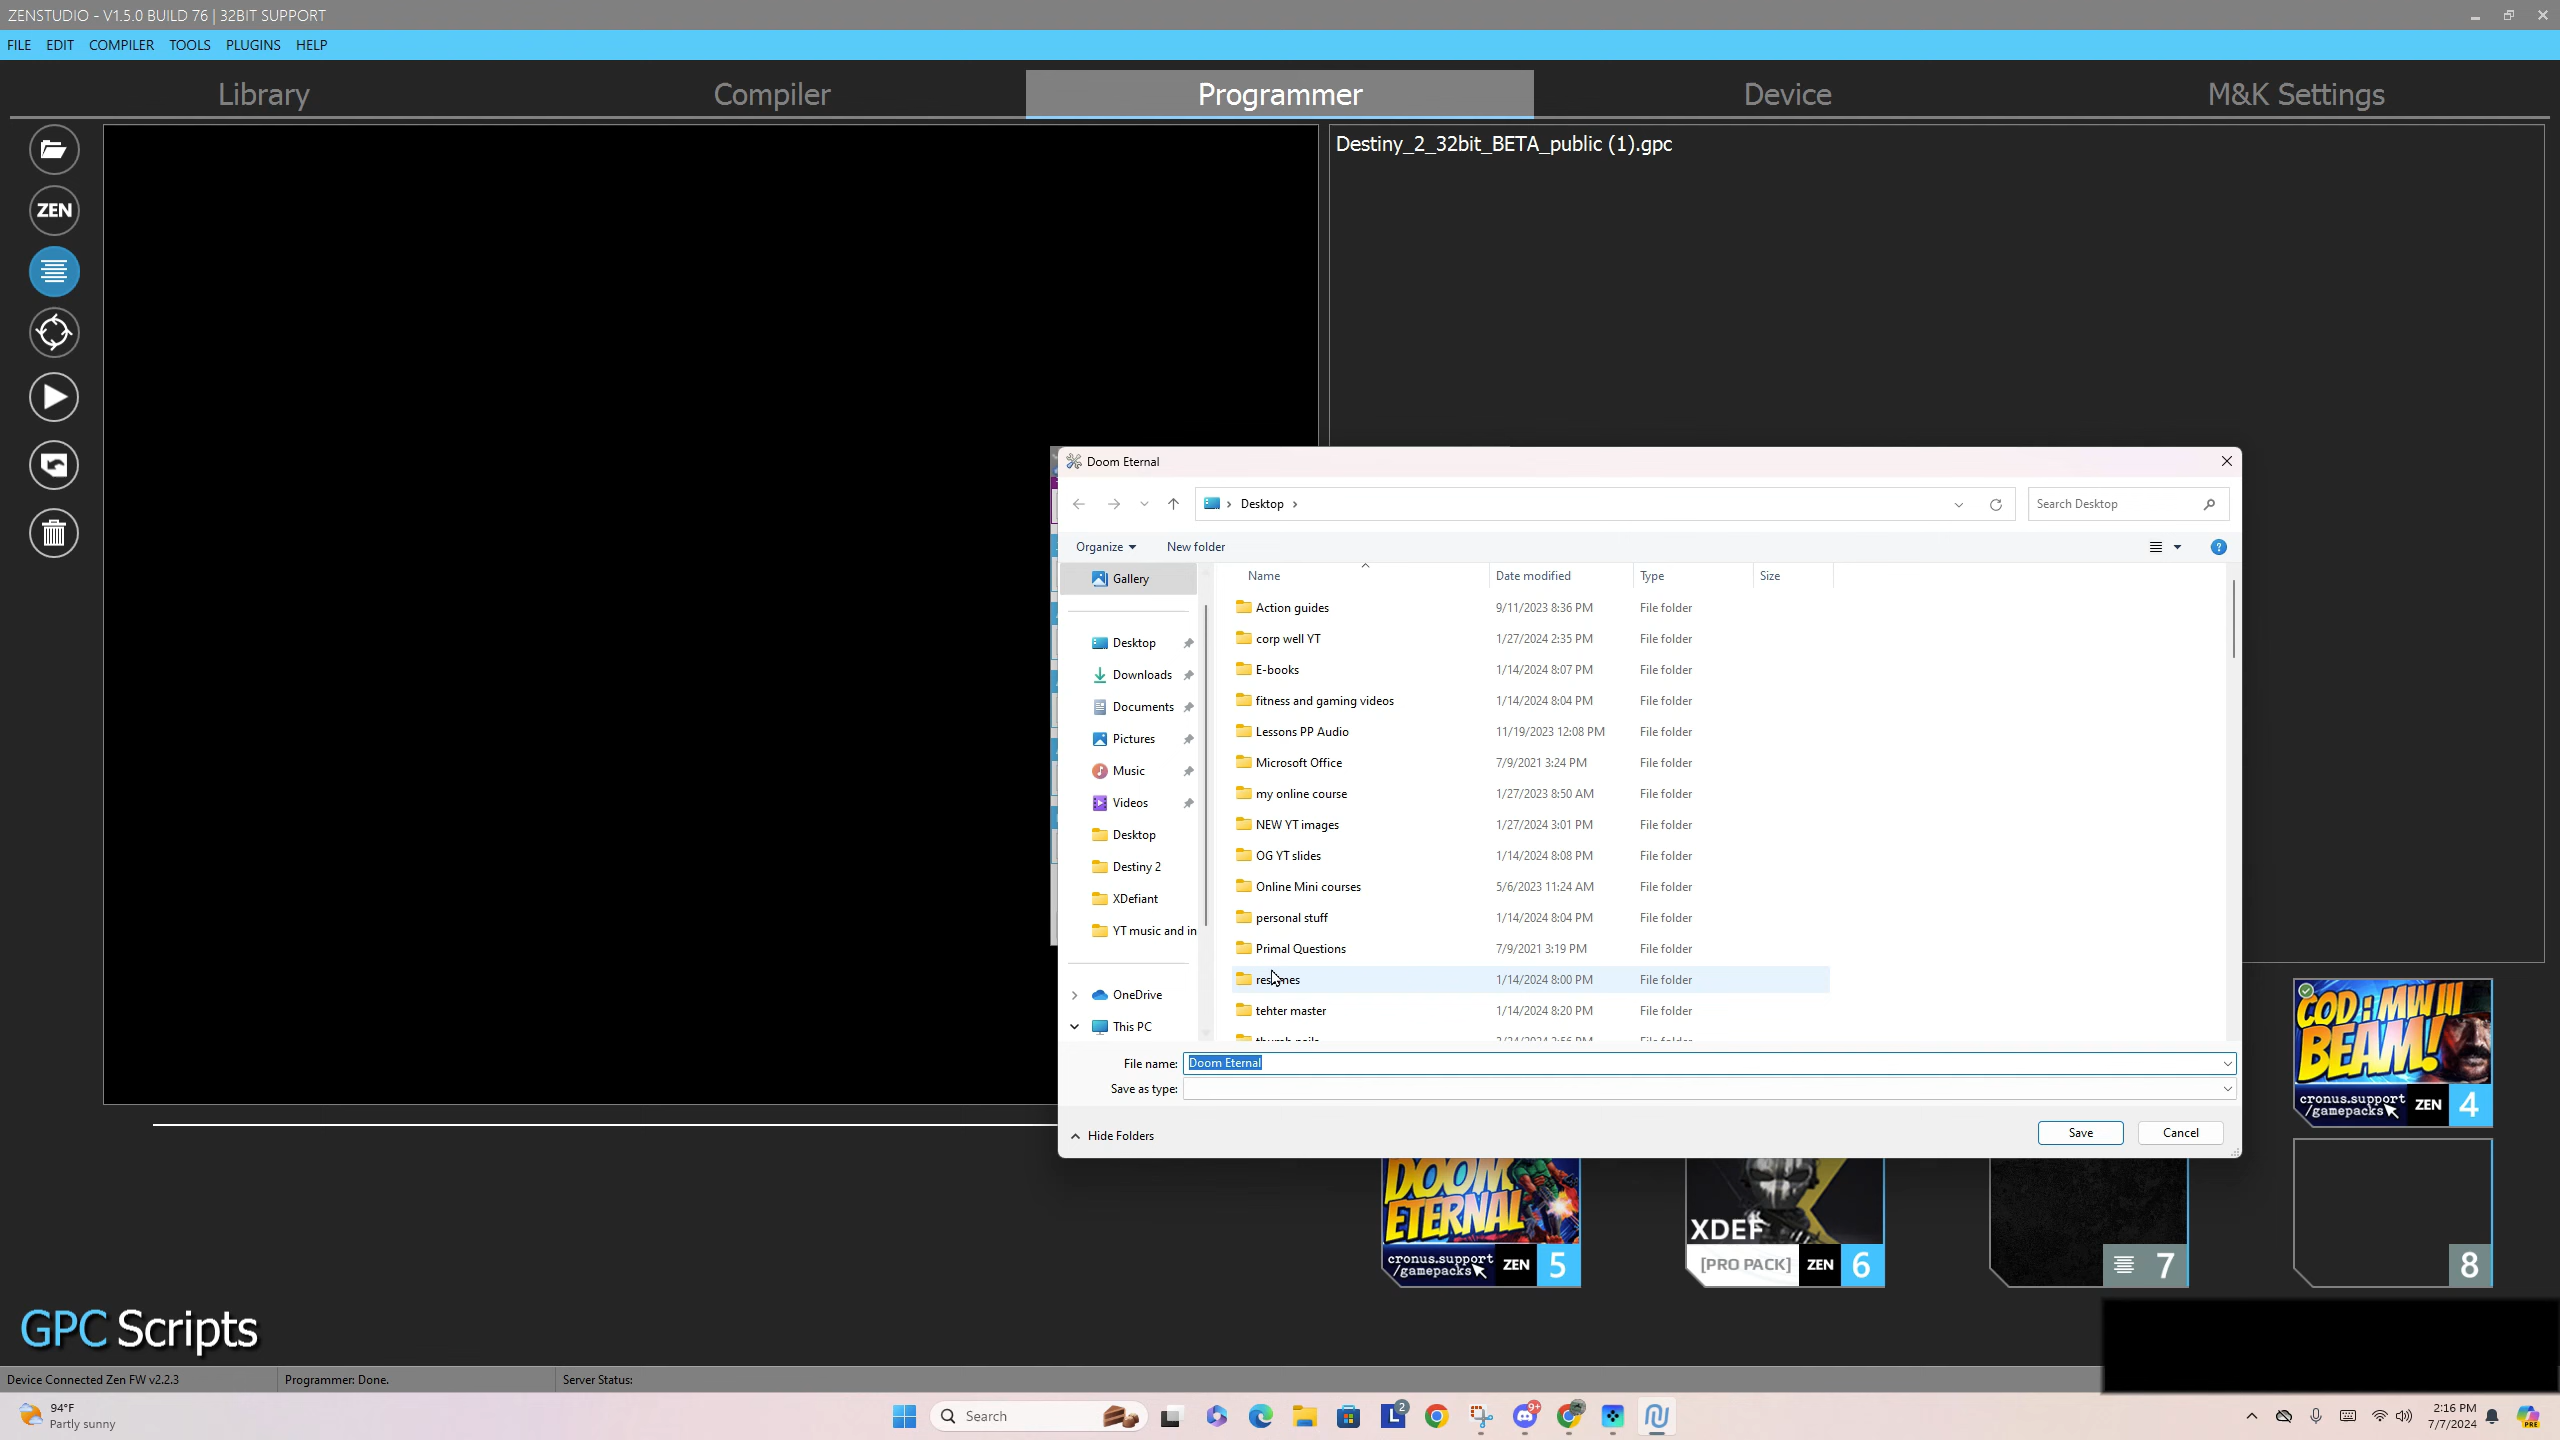 ZENSTUDIO - V1.5.0 BUILD 76 | 32BIT SUPPORT
FILE EDIT COMPILER TOOLS PLUGINS HELP
Library Compiler Programmer Device M&K Settings
ZEN
Destiny_2_32bit_BETA_public (1).gpc
Doom Eternal
Desktop
Search Desktop
Organize New folder
Gallery
Desktop
Downloads
Documents
Pictures
Music
Videos
Desktop
Destiny 2
XDefiant
YT music and in
OneDrive
This PC
Name Date modified Type Size
Action guides 9/11/2023 8:36 PM File folder
corp well YT 1/27/2024 2:35 PM File folder
E-books 1/14/2024 8:07 PM File folder
fitness and gaming videos 1/14/2024 8:04 PM File folder
Lessons PP Audio 11/19/2023 12:08 PM File folder
Microsoft Office 7/9/2021 3:24 PM File folder
my online course 1/27/2023 8:50 AM File folder
NEW YT images 1/27/2024 3:01 PM File folder
OG YT slides 1/14/2024 8:08 PM File folder
Online Mini courses 5/6/2023 11:24 AM File folder
personal stuff 1/14/2024 8:04 PM File folder
Primal Questions 7/9/2021 3:19 PM File folder
1/14/2024 8:00 PM File folder
tehter master 1/14/2024 8:20 PM File folder
File name: Doom Eternal
Save as type:
Hide Folders Save Cancel
COD: MW III
BEAM!
cronus.support
/gamepacks ZEN 4
DOOM
ETERNAL
cronus.support
/gamepacks ZEN 5
XDEF
[PRO PACK] ZEN 6
7
8
GPC Scripts
Device Connected Zen FW v2.2.3 Programmer: Done. Server Status:
94°F
Partly sunny
Search
2
9+
2:16 PM
7/7/2024
PRE